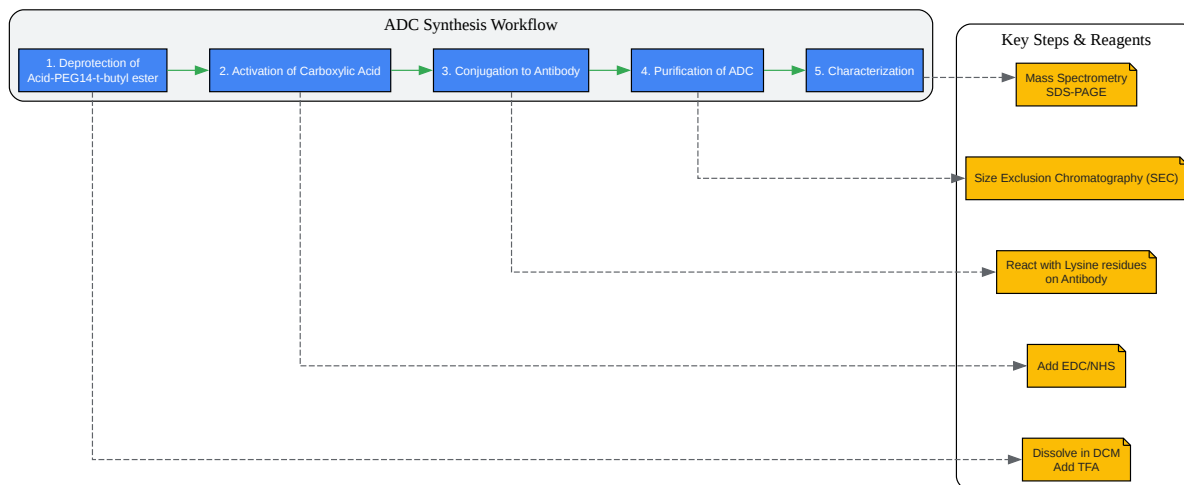 ADC Synthesis Workflow
1. Deprotection of
Acid-PEG14-t-butyl ester
2. Activation of Carboxylic Acid
3. Conjugation to Antibody
4. Purification of ADC
5. Characterization
Key Steps & Reagents
Mass Spectrometry
SDS-PAGE
Size Exclusion Chromatography (SEC)
React with Lysine residues
on Antibody
Add EDC/NHS
Dissolve in DCM
Add TFA